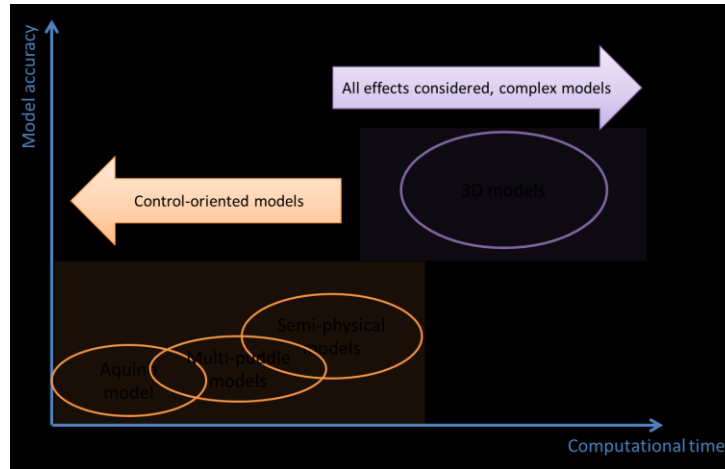 Model accuracy
All effects considered, complex models
3D models
Control-oriented models
Semi-physical
models
Multi-puddle
models
Aquino
model
Computational time